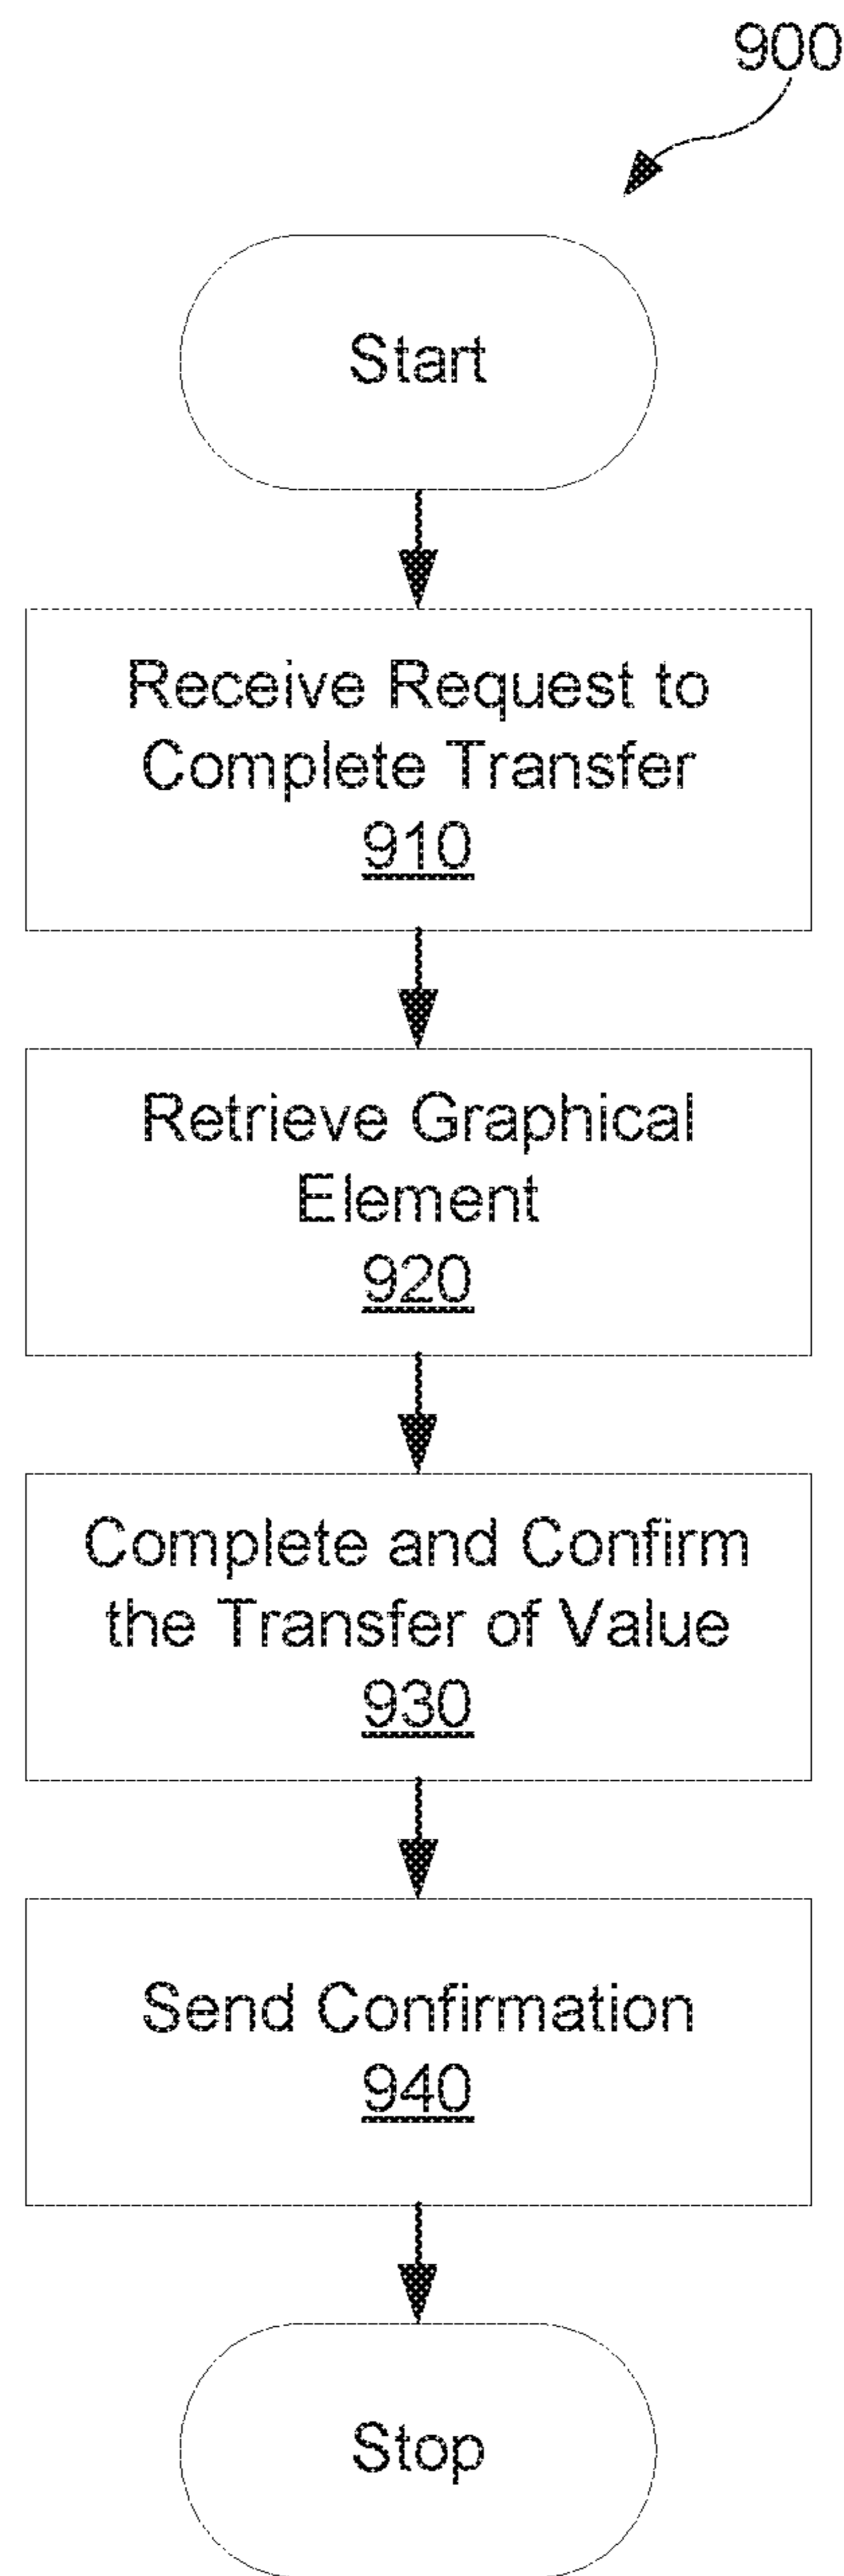 900
Start
Receive Request to
Complete Transfer
910
Retrieve Graphical
Element
920
Complete and Confirm
the Transfer of Value
930
Send Confirmation
940
Stop